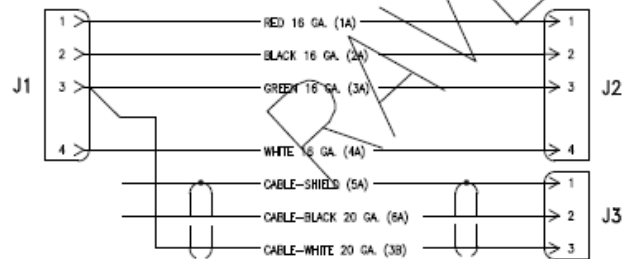 1 RED 16 GA. (1A) 1
2 BLACK 16 GA. (2A) 2
J1 3 GREEN 16 GA. (3A) 3 J2
4 WHITE 16 GA. (4A) 4
CABLE-SHIELD (5A) 1
CABLE-BLACK 20 GA. (6A) 2 J3
CABLE-WHITE 20 GA. (3B) 3